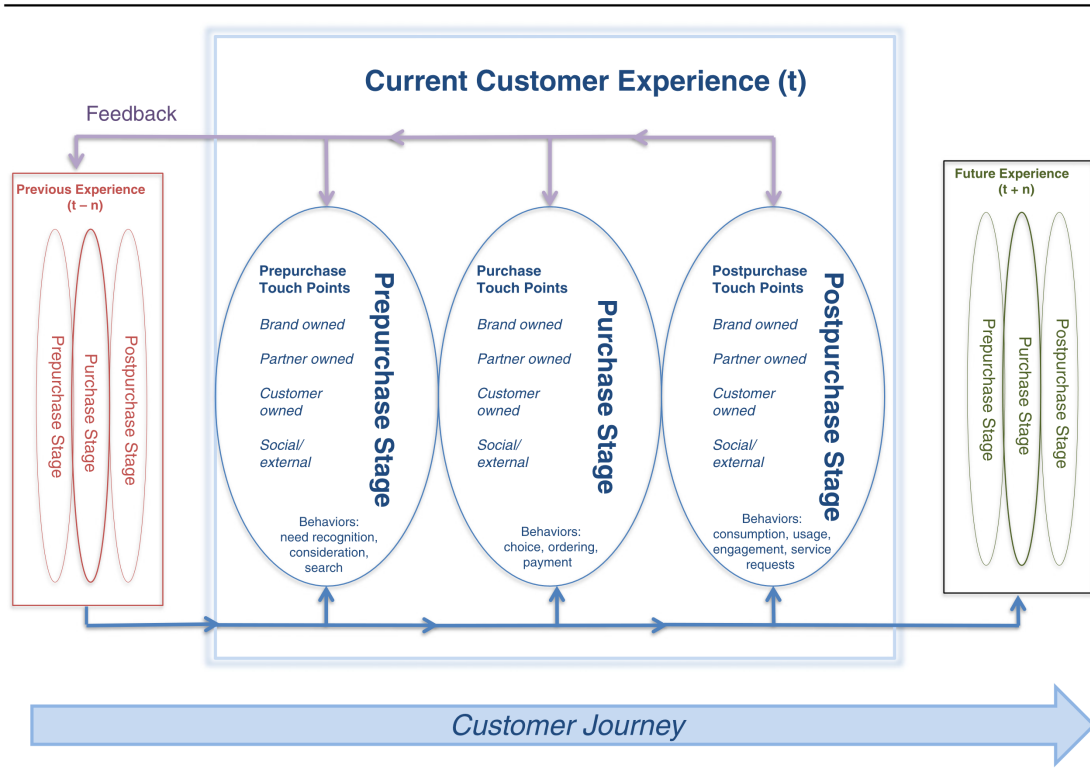 Current Customer Experience (t)
Feedback
Previous Experience
(t – n)
Prepurchase Stage
Purchase Stage
Postpurchase Stage
Prepurchase
Touch Points
Brand owned
Partner owned
Customer
owned
Social/
external
Prepurchase Stage
Behaviors:
need recognition,
consideration,
search
Purchase
Touch Points
Brand owned
Partner owned
Customer
owned
Social/
external
Purchase Stage
Behaviors:
choice, ordering,
payment
Postpurchase
Touch Points
Brand owned
Partner owned
Customer
owned
Social/
external
Postpurchase Stage
Behaviors:
consumption, usage,
engagement, service
requests
Future Experience
(t + n)
Prepurchase Stage
Purchase Stage
Postpurchase Stage
Customer Journey